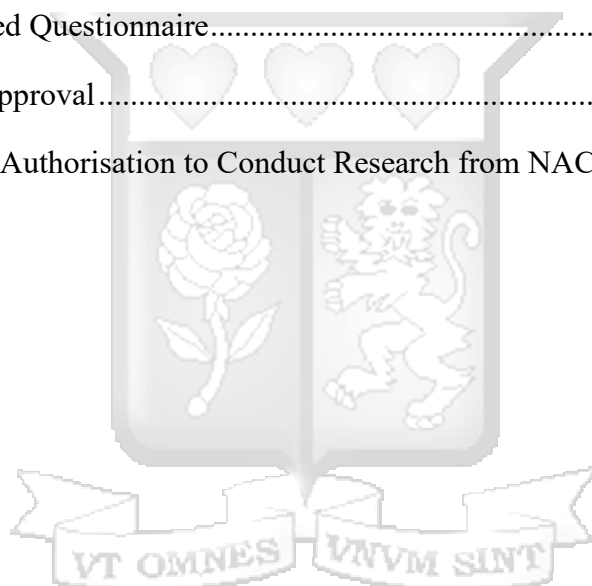 ed Questionnaire..................................................
pproval..................................................................
Authorisation to Conduct Research from NAC
VT OMNES VNVM SINT